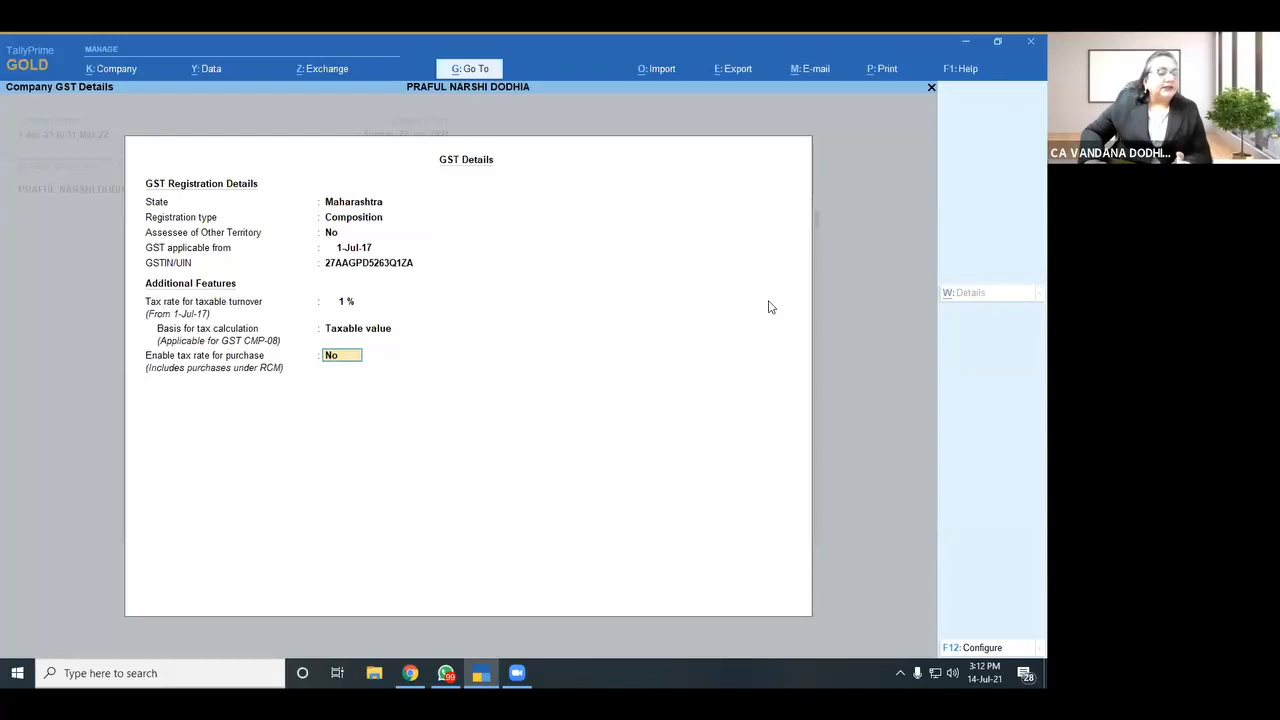 TallyPrime
GOLD
MANAGE
K: Company
Y: Data
Z: Exchange
G: Go To
O: Import
E: Export
M: E-mail
P: Print
F1: Help
Company GST Details
PRAFUL NARSHI DODHIA
GST Details
GST Registration Details
State : Maharashtra
Registration type : Composition
Assessee of Other Territory : No
GST applicable from : 1-Jul-17
GSTIN/UIN : 27AAGPD5263Q1ZA
Additional Features
Tax rate for taxable turnover : 1 %
(From 1-Jul-17)
Basis for tax calculation : Taxable value
(Applicable for GST CMP-08)
Enable tax rate for purchase : No
(Includes purchases under RCM)
W: Details
F12: Configure
CA VANDANA DODHI...
Type here to search
99
3:12 PM
14-Jul-21
28